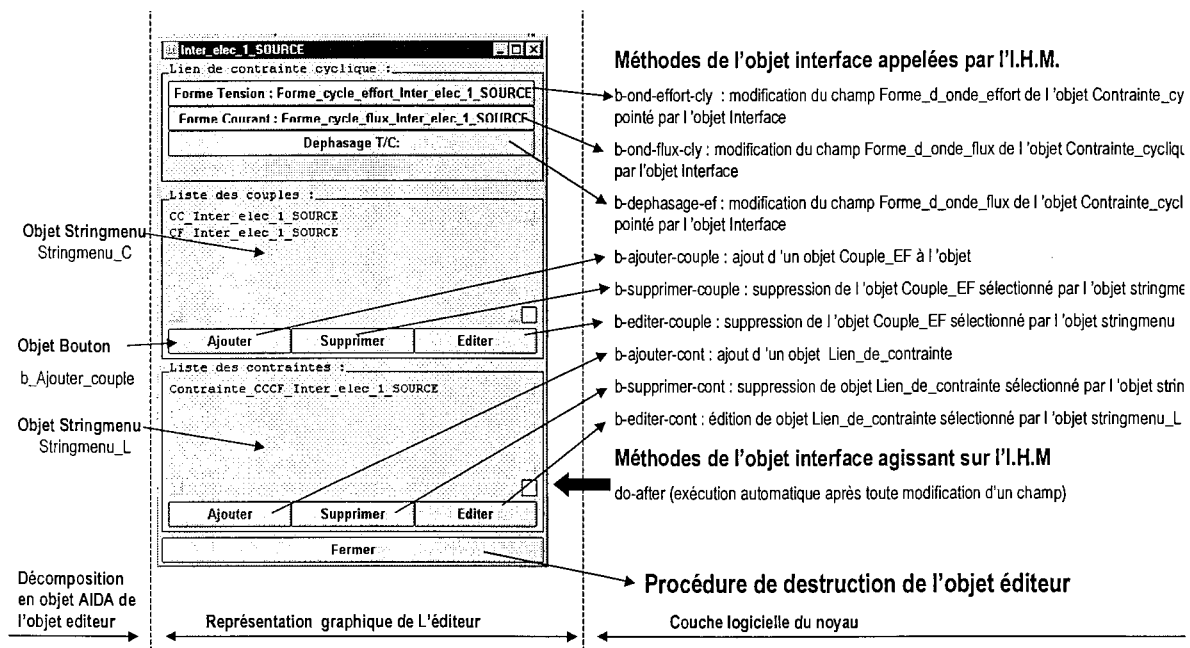 Inter_elec_1_SOURCE
Lien de contrainte cyclique :
Forme Tension : Forme_cycle_effort_Inter_elec_1_SOURCE
Forme Courant : Forme_cycle_flux_Inter_elec_1_SOURCE
Dephasage T/C:
Liste des couples :
CC_Inter_elec_1_SOURCE
CF_Inter_elec_1_SOURCE
Ajouter
Supprimer
Editer
Liste des contraintes :
Contrainte_CCCF_Inter_elec_1_SOURCE
Ajouter
Supprimer
Editer
Fermer
Objet Stringmenu
Stringmenu_C
Objet Bouton
b_Ajouter_couple
Objet Stringmenu
Stringmenu_L
Méthodes de l'objet interface appelées par l'I.H.M.
b-ond-effort-cly : modification du champ Forme_d_onde_effort de l 'objet Contrainte_cy
pointé par l 'objet Interface
b-ond-flux-cly : modification du champ Forme_d_onde_flux de l 'objet Contrainte_cycliqu
par l'objet Interface
b-dephasage-ef : modification du champ Forme_d_onde_flux de l 'objet Contrainte_cycl
pointé par l 'objet Interface
b-ajouter-couple : ajout d 'un objet Couple_EF à l 'objet
b-supprimer-couple : suppression de l 'objet Couple_EF sélectionné par l 'objet stringme
b-editer-couple : suppression de l 'objet Couple_EF sélectionné par l 'objet stringmenu
b-ajouter-cont : ajout d 'un objet Lien_de_contrainte
b-supprimer-cont : suppression de objet Lien_de_contrainte sélectionné par l 'objet strin
b-editer-cont : édition de objet Lien_de_contrainte sélectionné par l 'objet stringmenu_L
Méthodes de l'objet interface agissant sur l'I.H.M
do-after (exécution automatique après toute modification d'un champ)
Procédure de destruction de l'objet éditeur
Décomposition
en objet AIDA de
l'objet editeur
Représentation graphique de L'éditeur
Couche logicielle du noyau